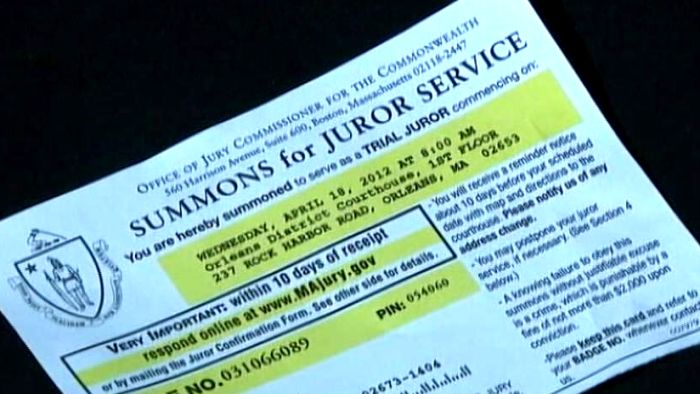 OFFICE OF JURY COMMISSIONER FOR THE COMMONWEALTH
560 Harrison Avenue, Suite 600, Boston, Massachusetts 02118-2447
SUMMONS for JUROR SERVICE
You are hereby summoned to serve as a TRIAL JUROR commencing on:
WEDNESDAY, APRIL 18, 2012 AT 8:00 AM
Orleans District Courthouse, 1ST FLOOR
237 ROCK HARBOR ROAD, ORLEANS, MA 02653
VERY IMPORTANT: within 10 days of receipt
respond online at www.MAjury.gov
or by mailing the Juror Confirmation Form. See other side for details.
NO. 031066089
PIN: 054060
02673-1404
JURY
-You will receive a reminder notice
about 10 days before your scheduled
date with map and directions to the
courthouse. Please notify us of any
address change.
-You may postpone your juror
service, if necessary. (See Section 4
below.)
-A knowing failure to obey this
summons without justifiable excuse
is a crime, which is punishable by a
fine of not more than $2,000 upon
conviction.
-Please keep this card and refer to
your BADGE NO. whenever contact
us.